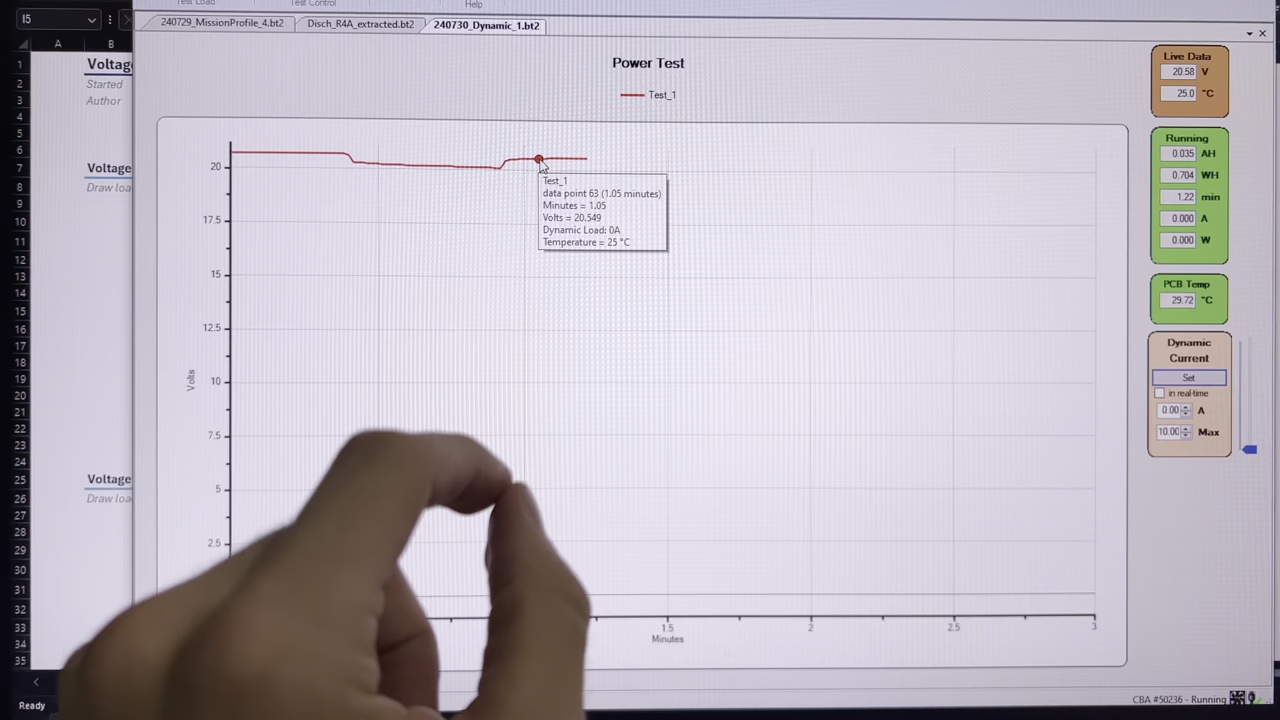 Test Load
Test Control
Help
I5
240729_MissionProfile_4.bt2
Disch_R4A_extracted.bt2
240730_Dynamic_1.bt2
A
B
1
2
3
4
5
6
7
8
9
10
11
12
13
14
15
16
17
18
19
20
21
22
23
24
25
26
27
28
29
30
31
32
33
34
35
Voltage
Started
Author
Voltage
Draw loa
Voltage
Draw loa
Ready
Power Test
Test_1
20
17.5
15
12.5
10
7.5
5
2.5
Volts
1.5
2
2.5
3
Minutes
Test_1
data point 63 (1.05 minutes)
Minutes = 1.05
Volts = 20.549
Dynamic Load: 0A
Temperature = 25 °C
Live Data
20.58 V
25.0 °C
Running
0.035 AH
0.704 WH
1.22 min
0.000 A
0.000 W
PCB Temp
29.72 °C
Dynamic
Current
Set
in real-time
0.00 A
10.00 Max
CBA #50236 - Running